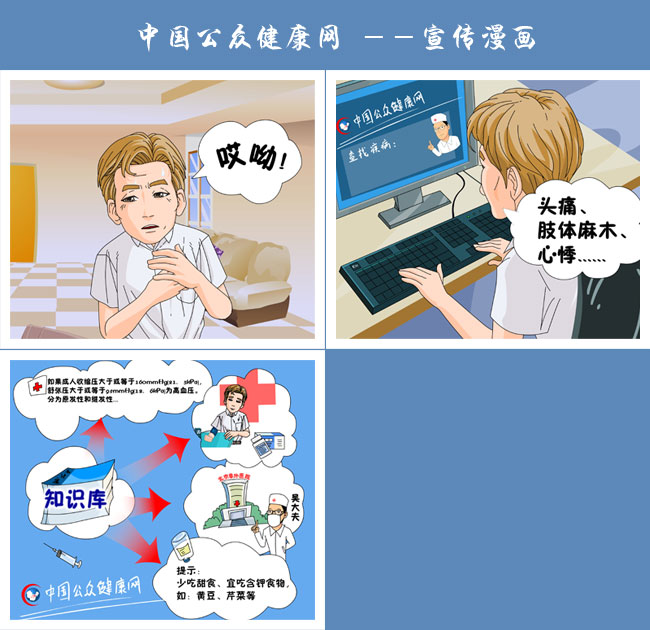 中国公众健康网 ——宣传漫画
哎呦！
中国公众健康网
查找疾病：
头痛、
肢体麻木、
心悸......
如果成人收缩压大于或等于160mmHg(21. 3kPa),
舒张压大于或等于95mmHg(12. 6kPa)为高血压。
分为原发性和继发性...
知识库
吴大夫
提示：
少吃甜食、宜吃含钾食物，
如：黄豆、芹菜等
中国公众健康网